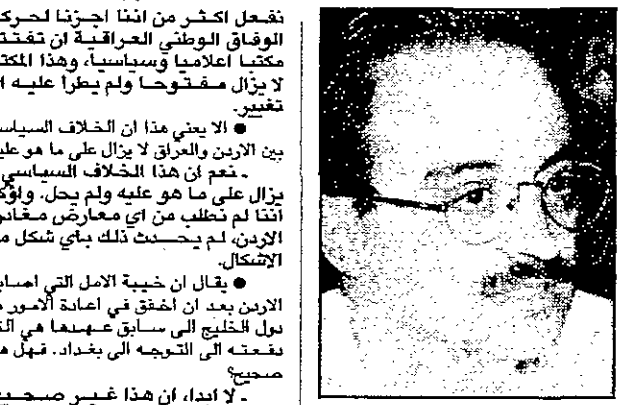 نفعل اكثر من اننا اجزنا لحركة
الوفاق الوطني العراقية ان تفتتح
مكتبا اعلاميا وسياسيا، وهذا المكتب
لا يزال مفتوحا ولم يطرأ عليه اي
تغيير.
● الا يعني هذا ان الخلاف السياسي
بين الاردن والعراق لا يزال على ما هو عليه
ـ نعم ان هذا الخلاف السياسي
يزال على ما هو عليه ولم يحل. واؤكد
اننا لم نطلب من اي معارض مغادرة
الاردن، لم يحدث ذلك بأي شكل من
الاشكال.
● يقال ان خيبة الامل التي اصابت
الاردن بعد ان اخفق في اعادة الامور مع
دول الخليج الى سابق عهدها هي التي
دفعته الى التوجه الى بغداد. فهل هذا
صحيح؟
ـ لا ابدا، ان هذا غير صحيح